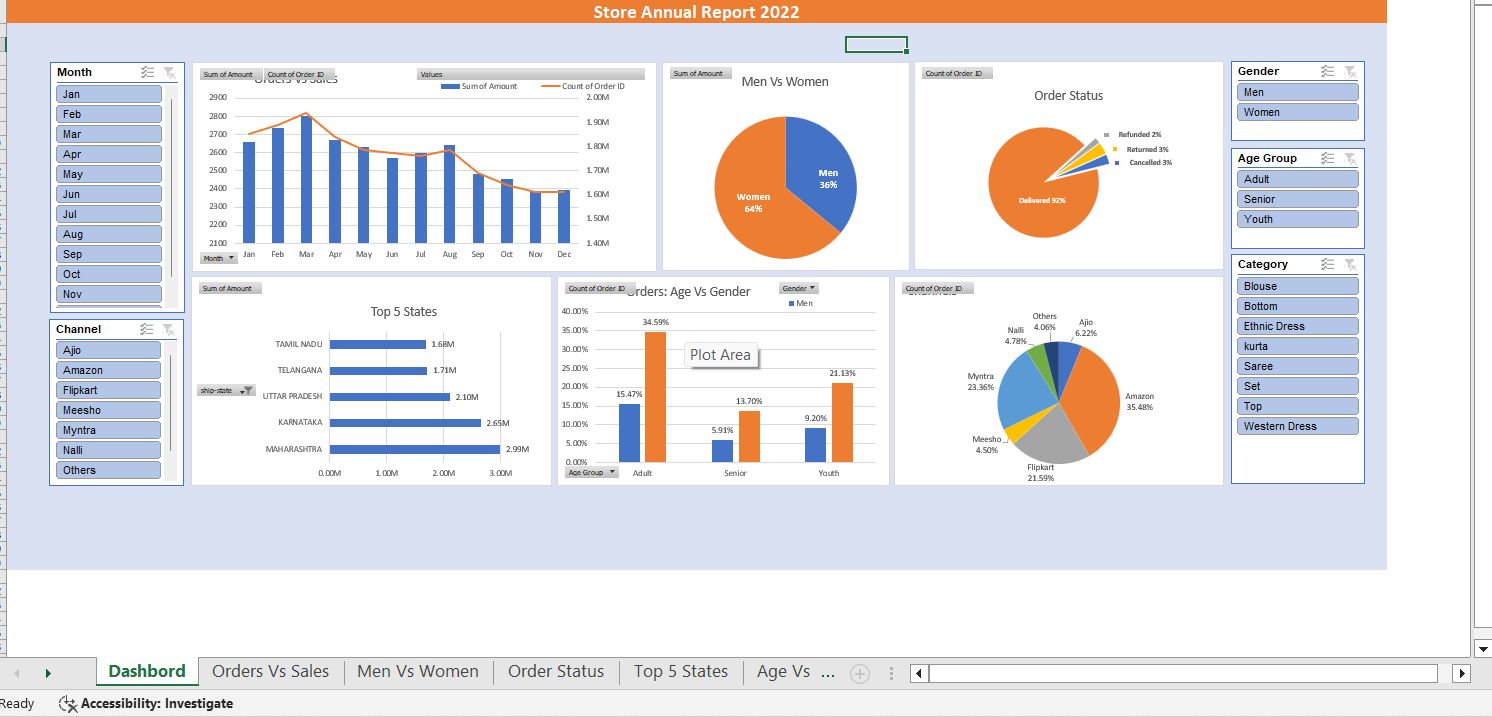 Store Annual Report 2022
Month
Jan
Feb
Mar
Apr
May
Jun
Jul
Aug
Sep
Oct
Nov
Channel
Ajio
Amazon
Flipkart
Meesho
Myntra
Nalli
Others
Sum of Amount
Count of Order ID
Orders Vs Sales
Values
Sum of Amount
Count of Order ID
2900
2800
2700
2600
2500
2400
2300
2200
2100
2.00M
1.90M
1.80M
1.70M
1.60M
1.50M
1.40M
Jan Feb Mar Apr May Jun Jul Aug Sep Oct Nov Dec
Month
Sum of Amount
Men Vs Women
Men
36%
Women
64%
Count of Order ID
Order Status
Refunded 2%
Returned 3%
Cancelled 3%
Delivered 92%
Gender
Men
Women
Age Group
Adult
Senior
Youth
Category
Blouse
Bottom
Ethnic Dress
kurta
Saree
Set
Top
Western Dress
Sum of Amount
Top 5 States
ship-state
TAMIL NADU 1.68M
TELANGANA 1.71M
UTTAR PRADESH 2.10M
KARNATAKA 2.65M
MAHARASHTRA 2.99M
0.00M 1.00M 2.00M 3.00M
Count of Order ID
Orders: Age Vs Gender
Gender
Men
40.00%
35.00%
30.00%
25.00%
20.00%
15.00%
10.00%
5.00%
0.00%
34.59%
15.47%
13.70%
5.91%
21.13%
9.20%
Plot Area
Adult Senior Youth
Age Group
Count of Order ID
Others
4.06%
Ajio
6.22%
Nalli
4.78%
Myntra
23.36%
Amazon
35.48%
Meesho
4.50%
Flipkart
21.59%
Dashbord Orders Vs Sales Men Vs Women Order Status Top 5 States Age Vs ...
Ready Accessibility: Investigate